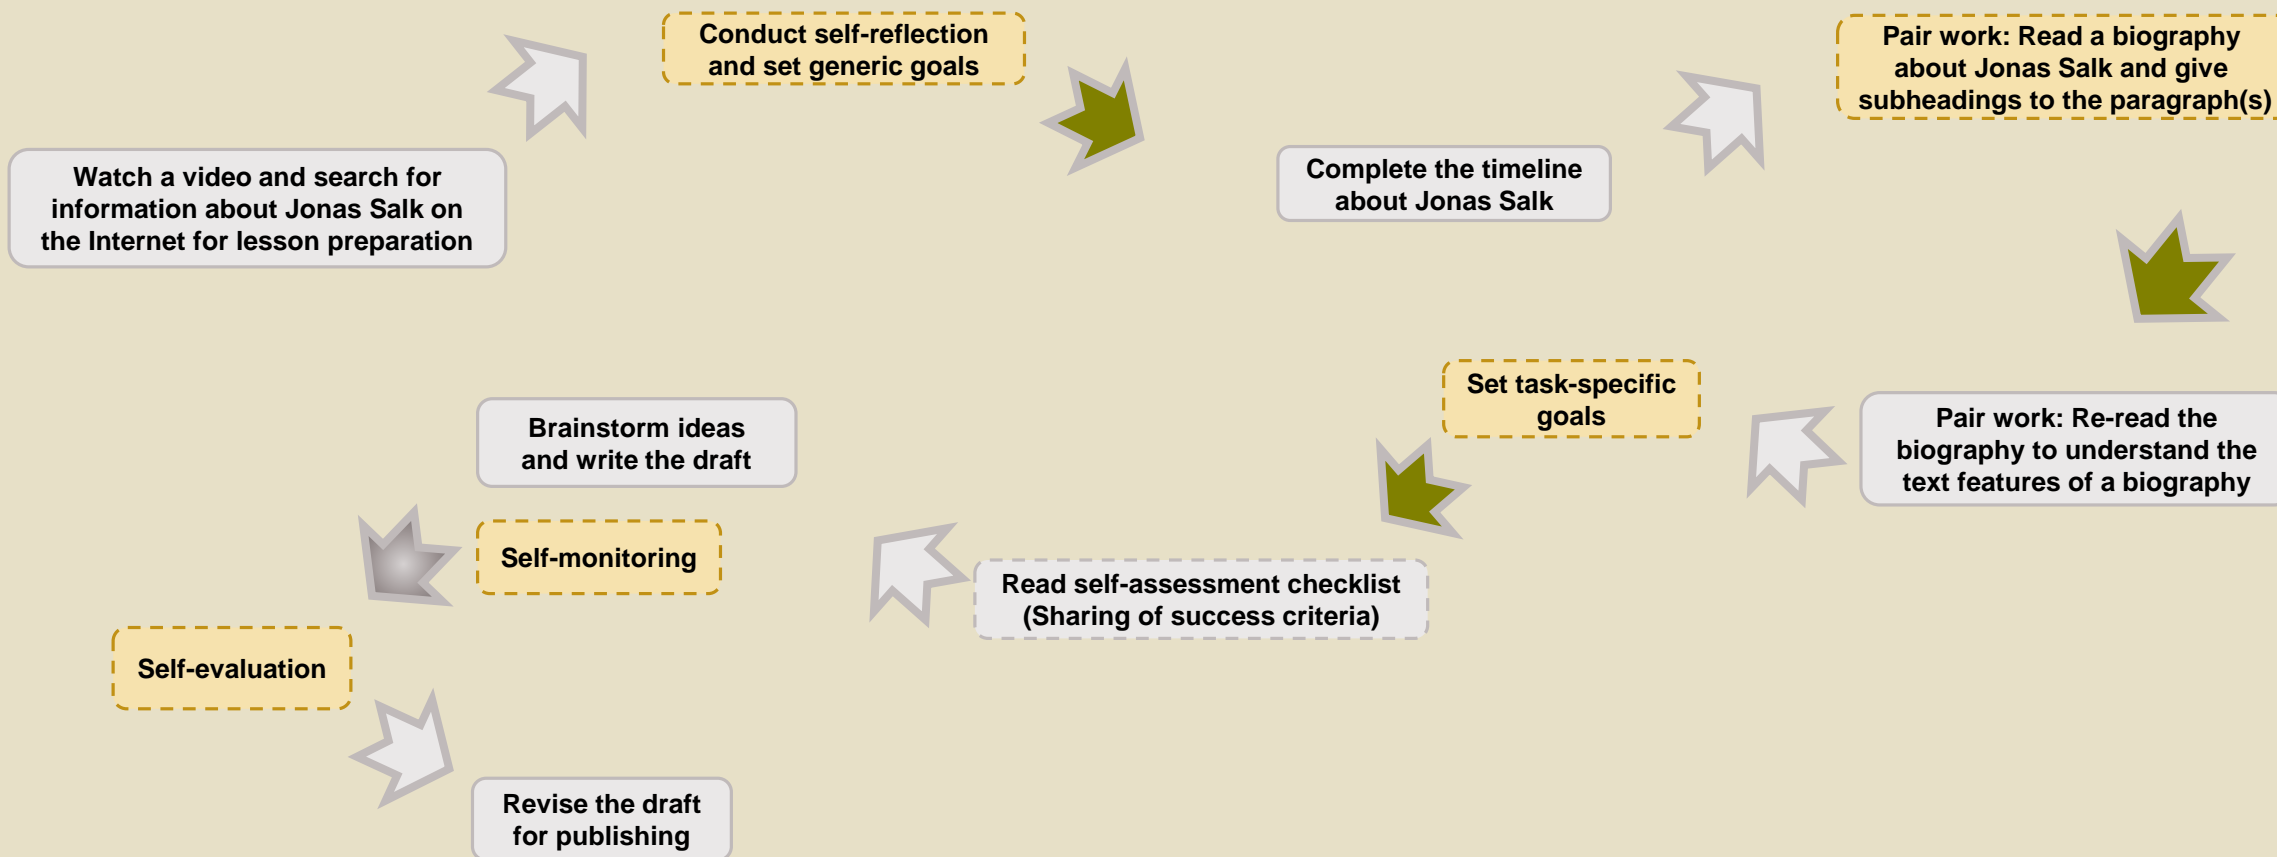 Watch a video and search for
information about Jonas Salk on
the Internet for lesson preparation
Conduct self-reflection
and set generic goals
Complete the timeline
about Jonas Salk
Pair work: Read a biography
about Jonas Salk and give
subheadings to the paragraph(s)
Pair work: Re-read the
biography to understand the
text features of a biography
Set task-specific
goals
Read self-assessment checklist
(Sharing of success criteria)
Brainstorm ideas
and write the draft
Self-monitoring
Self-evaluation
Revise the draft
for publishing